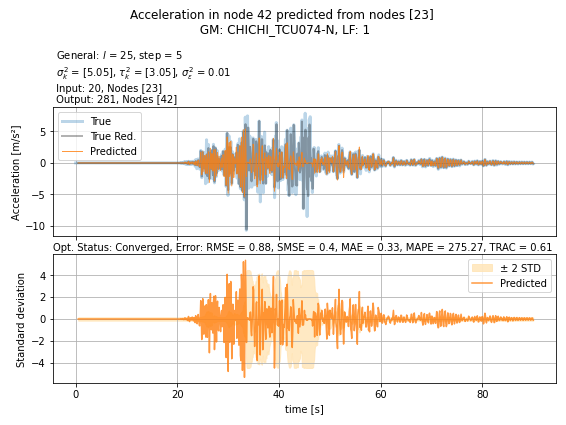 Acceleration in node 42 predicted from nodes [23]
GM: CHICHI_TCU074-N, LF: 1
General: l = 25, step = 5
σ²ₖ = [5.05], τ²ₖ = [3.05], σ²ₑ = 0.01
Input: 20, Nodes [23]
Output: 281, Nodes [42]
True
True Red.
Predicted
Acceleration [m/s²]
5
0
−5
−10
Opt. Status: Converged, Error: RMSE = 0.88, SMSE = 0.4, MAE = 0.33, MAPE = 275.27, TRAC = 0.61
± 2 STD
Predicted
Standard deviation
4
2
0
−2
−4
0 20 40 60 80
time [s]